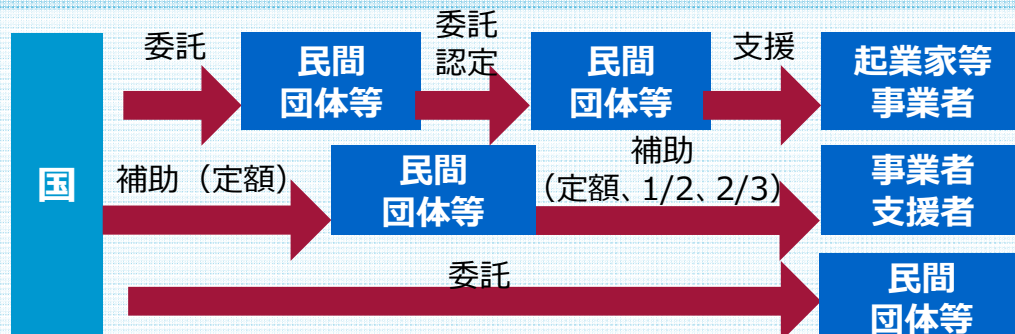 国
委託
民間
団体等
委託
認定
民間
団体等
支援
起業家等
事業者
補助（定額）
民間
団体等
補助
（定額、1/2、2/3）
事業者
支援者
委託
民間
団体等